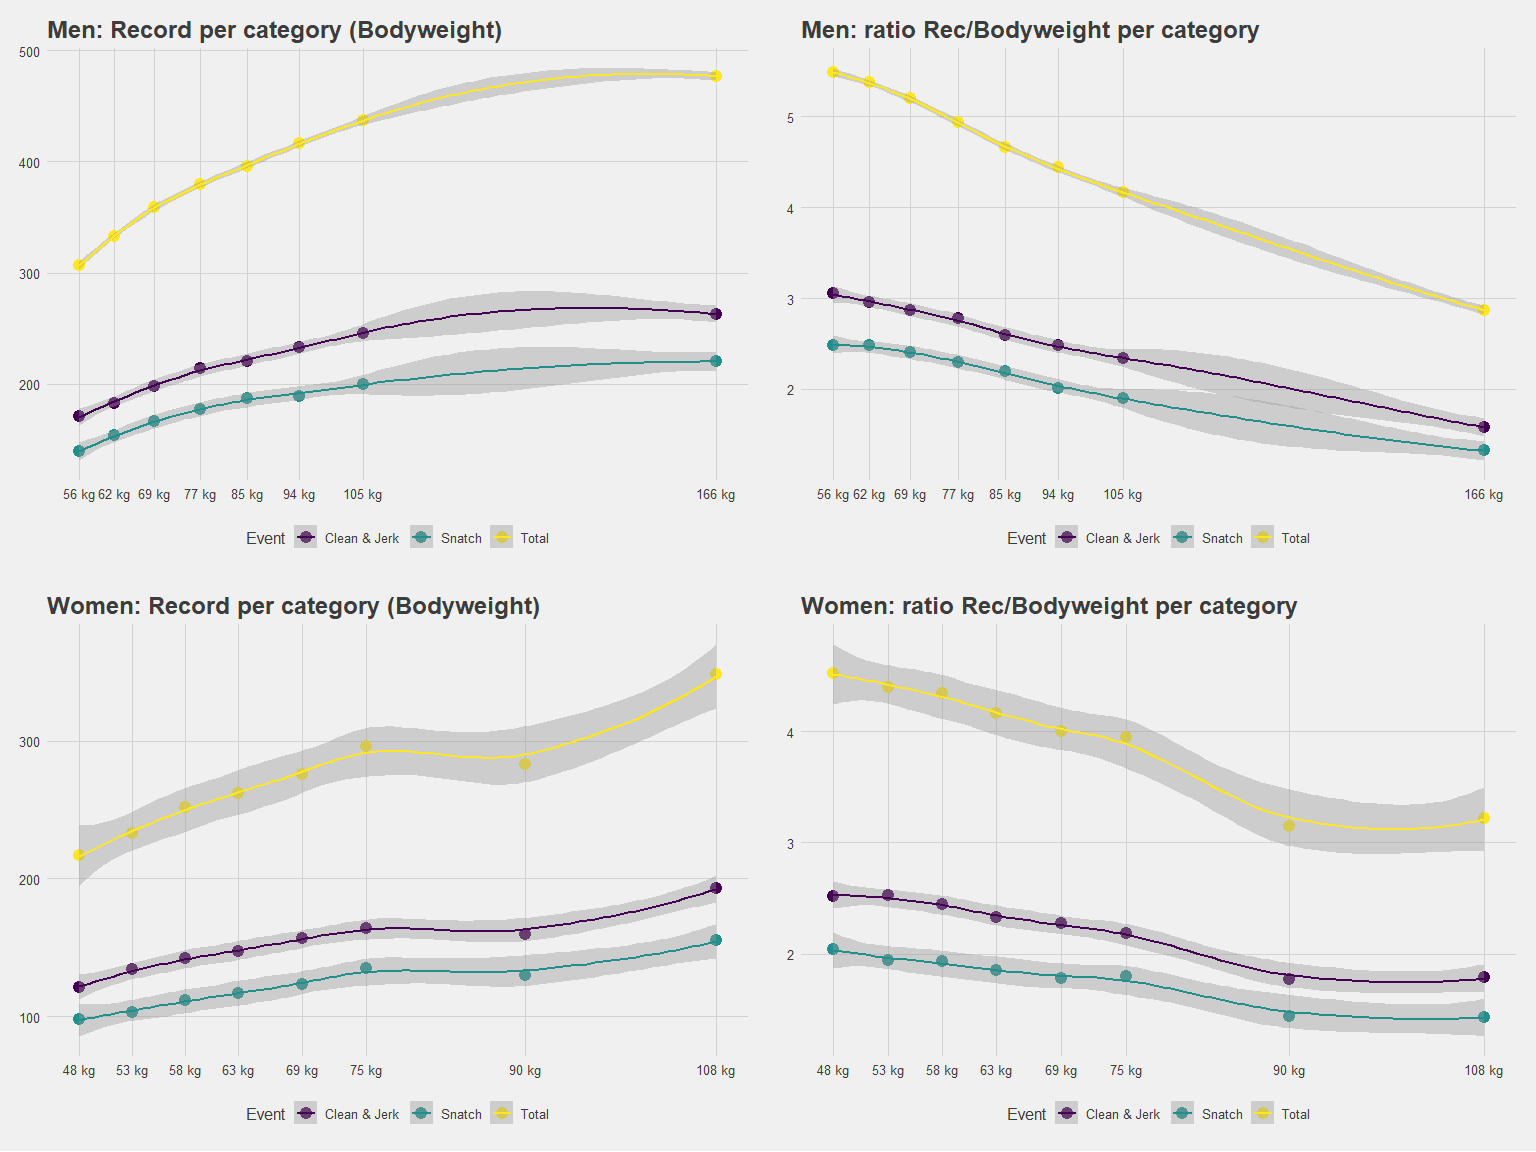 Men: Record per category (Bodyweight)
500
400
300
200
56 kg 62 kg 69 kg 77 kg 85 kg 94 kg 105 kg 166 kg
Event Clean & Jerk Snatch Total
Men: ratio Rec/Bodyweight per category
5
4
3
2
56 kg 62 kg 69 kg 77 kg 85 kg 94 kg 105 kg 166 kg
Event Clean & Jerk Snatch Total
Women: Record per category (Bodyweight)
300
200
100
48 kg 53 kg 58 kg 63 kg 69 kg 75 kg 90 kg 108 kg
Event Clean & Jerk Snatch Total
Women: ratio Rec/Bodyweight per category
4
3
2
48 kg 53 kg 58 kg 63 kg 69 kg 75 kg 90 kg 108 kg
Event Clean & Jerk Snatch Total